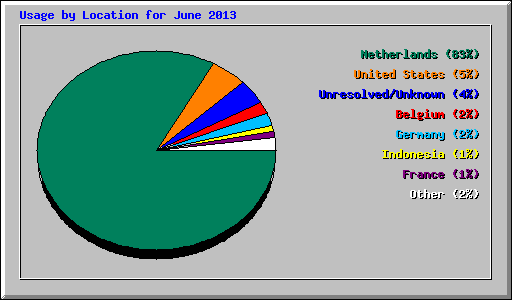 Usage by Location for June 2013
Netherlands (83%)
United States (5%)
Unresolved/Unknown (4%)
Belgium (2%)
Germany (2%)
Indonesia (1%)
France (1%)
Other (2%)